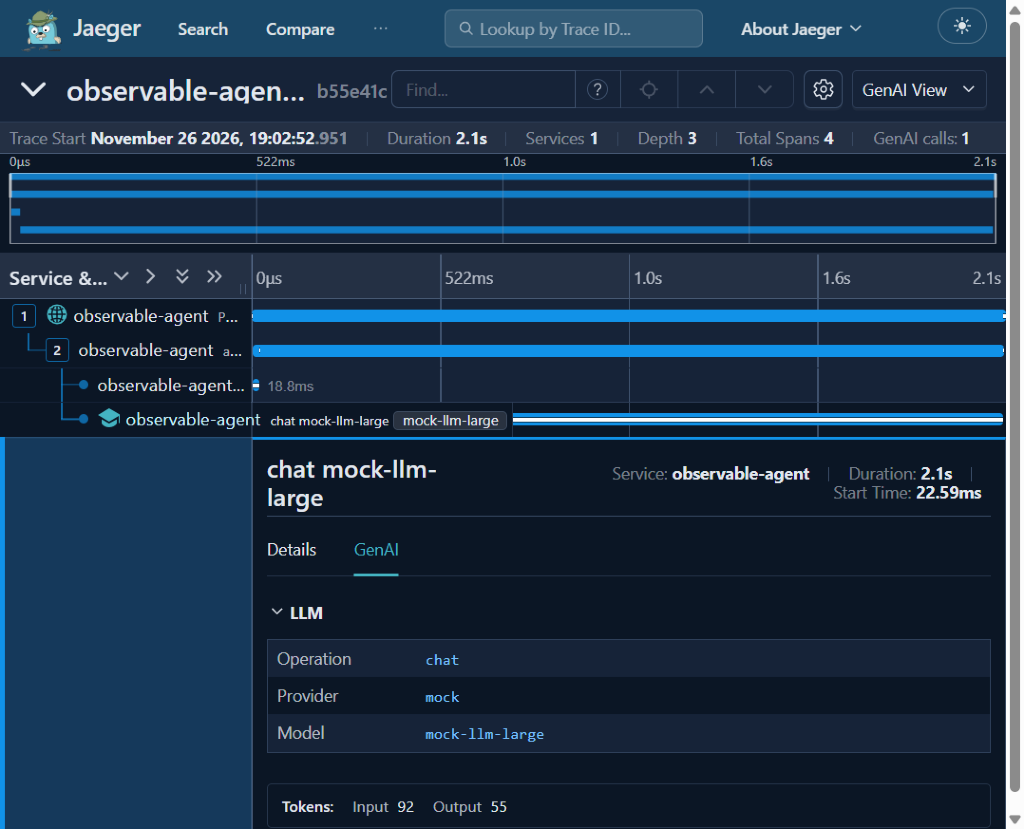 Jaeger Search Compare ··· Lookup by Trace ID... About Jaeger
observable-agen... b55e41c Find... ? GenAI View
Trace Start November 26 2026, 19:02:52.951 Duration 2.1s Services 1 Depth 3 Total Spans 4 GenAI calls: 1
0μs 522ms 1.0s 1.6s 2.1s
Service &... 0μs 522ms 1.0s 1.6s 2.1s
1 observable-agent P...
2 observable-agent a...
observable-agent... 18.8ms
observable-agent chat mock-llm-large mock-llm-large
chat mock-llm-
large
Service: observable-agent Duration: 2.1s
Start Time: 22.59ms
Details GenAI
LLM
Operation chat
Provider mock
Model mock-llm-large
Tokens: Input 92 Output 55